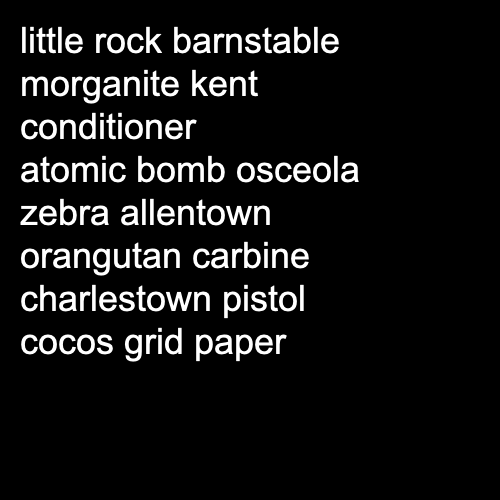 little rock barnstable
morganite kent
conditioner
atomic bomb osceola
zebra allentown
orangutan carbine
charlestown pistol
cocos grid paper